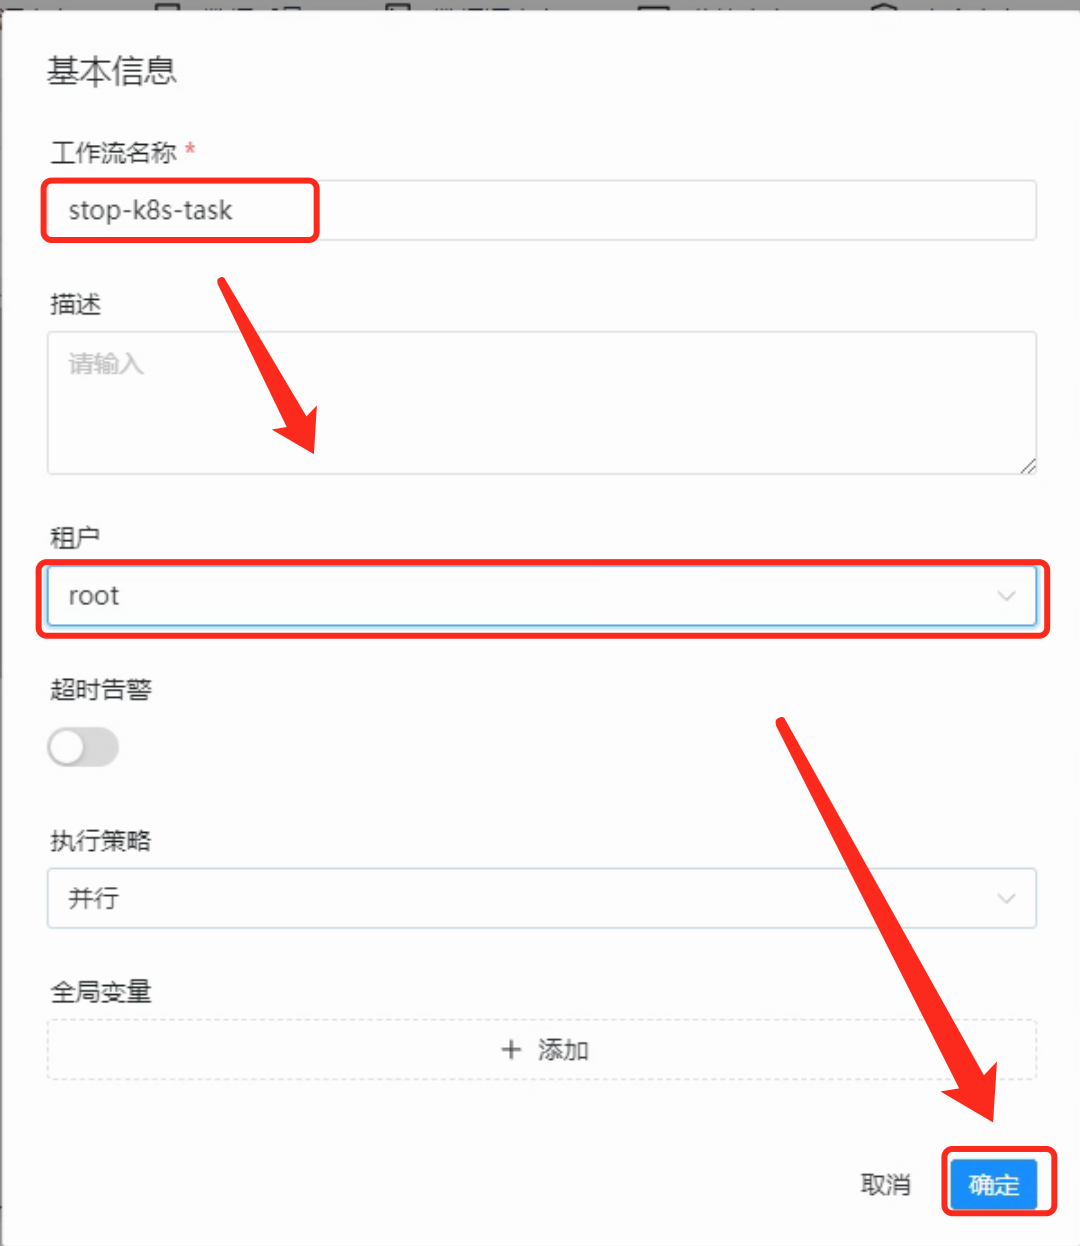 基本信息
工作流名称 *
stop-k8s-task
描述
请输入
租户
root
超时告警
执行策略
并行
全局变量
+ 添加
取消 确定